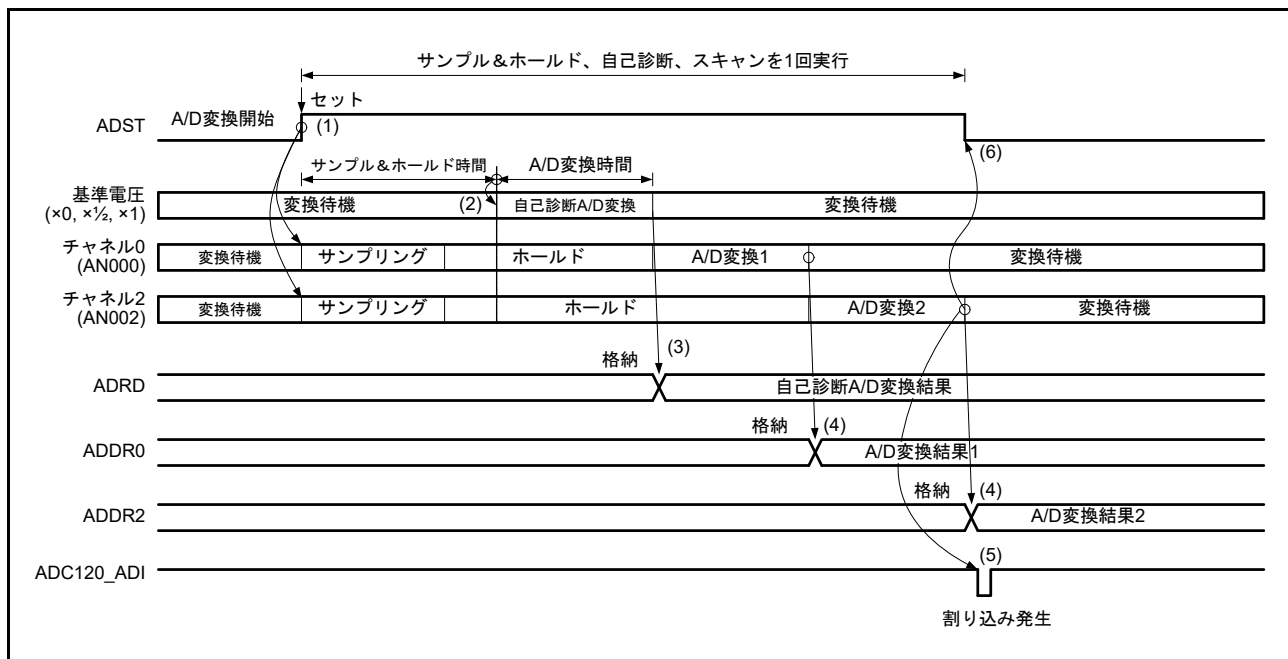 サンプル＆ホールド、自己診断、スキャンを1回実行
セット
ADST
A/D変換開始
(1)
(6)
サンプル＆ホールド時間
A/D変換時間
基準電圧
(×0, ×½, ×1)
変換待機
(2)
自己診断A/D変換
変換待機
チャネル0
(AN000)
変換待機
サンプリング
ホールド
A/D変換1
変換待機
チャネル2
(AN002)
変換待機
サンプリング
ホールド
A/D変換2
変換待機
格納
(3)
ADRD
自己診断A/D変換結果
格納
(4)
ADDR0
A/D変換結果1
格納
(4)
ADDR2
A/D変換結果2
(5)
ADC120_ADI
割り込み発生